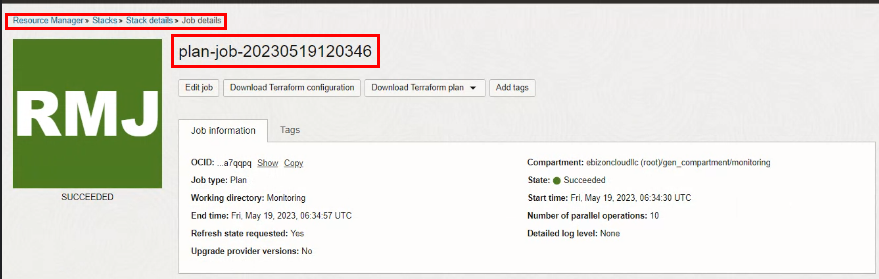 Resource Manager » Stacks » Stack details » Job details
plan-job-20230519120346
RMJ
SUCCEEDED
Edit job Download Terraform configuration Download Terraform plan Add tags
Job information Tags
OCID: ...a7qqpq Show Copy
Compartment: ebizoncloudllc (root)/gen_compartment/monitoring
Job type: Plan
State: Succeeded
Working directory: Monitoring
Start time: Fri, May 19, 2023, 06:34:30 UTC
End time: Fri, May 19, 2023, 06:34:57 UTC
Number of parallel operations: 10
Refresh state requested: Yes
Detailed log level: None
Upgrade provider versions: No